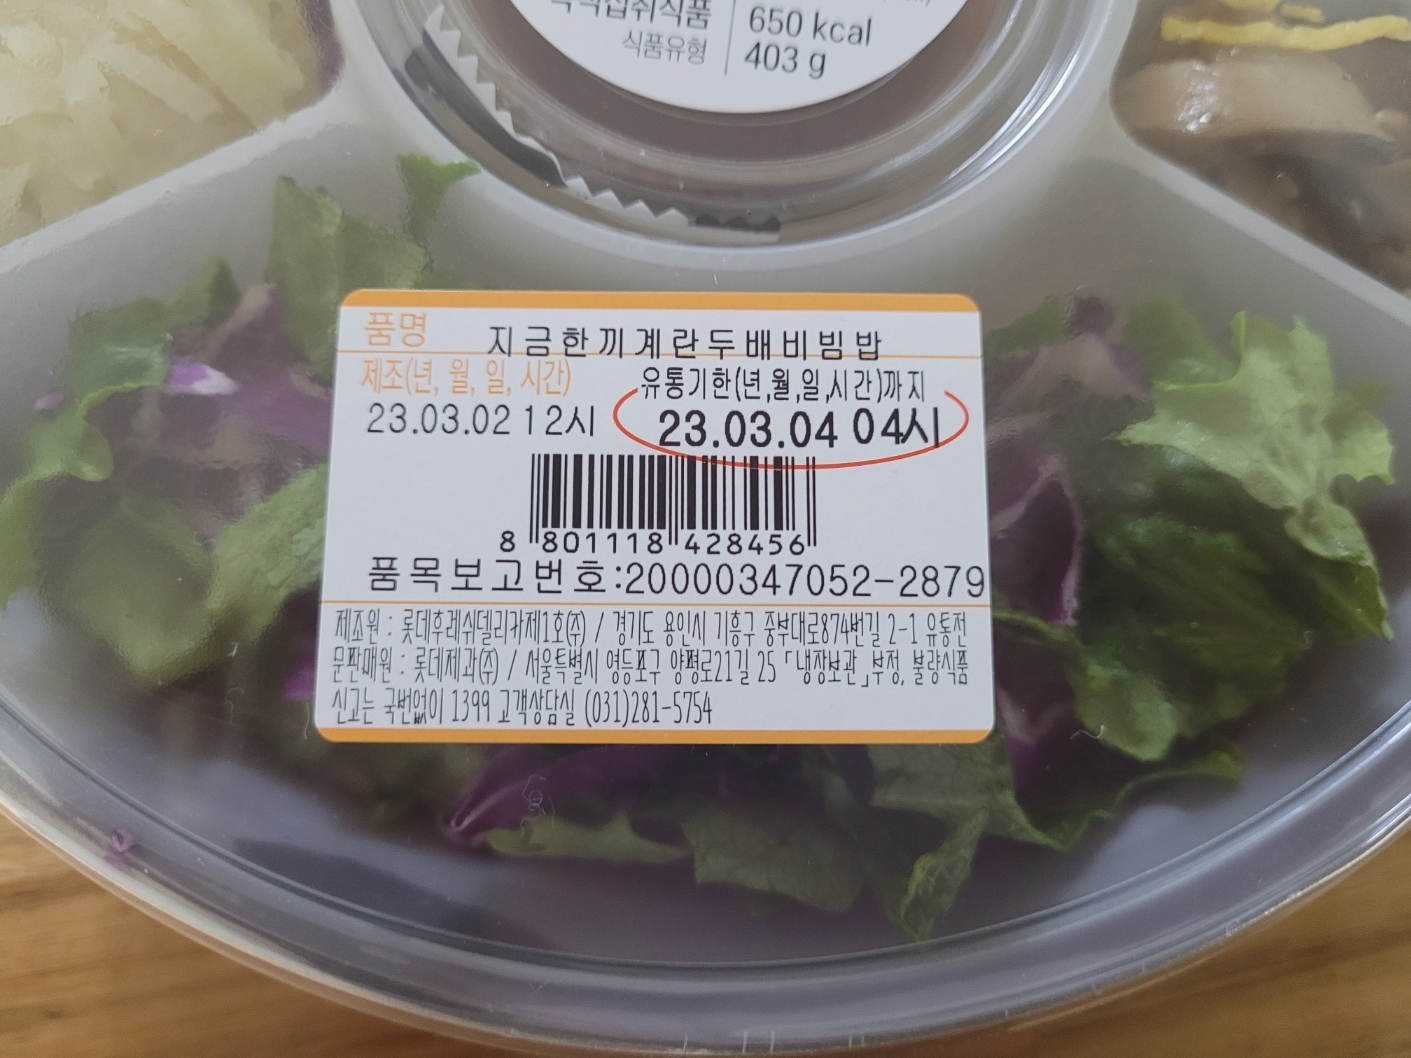 650 kcal
식품유형
403 g
품명 지금한끼계란두배비빔밥
제조(년, 월, 일, 시간) 유통기한(년,월,일,시간)까지
23.03.02 12시 23.03.04 04시
8 801118 428456
품목보고번호:20000347052-2879
제조원 : 롯데후레쉬델리카제1호(주) / 경기도 용인시 기흥구 중부대로874번길 2-1 유통전
문판매원 : 롯데제과(주) / 서울특별시 영등포구 양평로21길 25 「냉장보관」부정, 불량식품
신고는 국번없이 1399 고객상담실 (031)281-5754